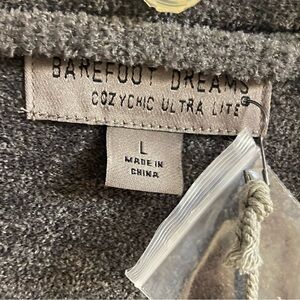 BAREFOOT DREAMS
COZYCHIC ULTRA LITE
L
MADE IN
CHINA